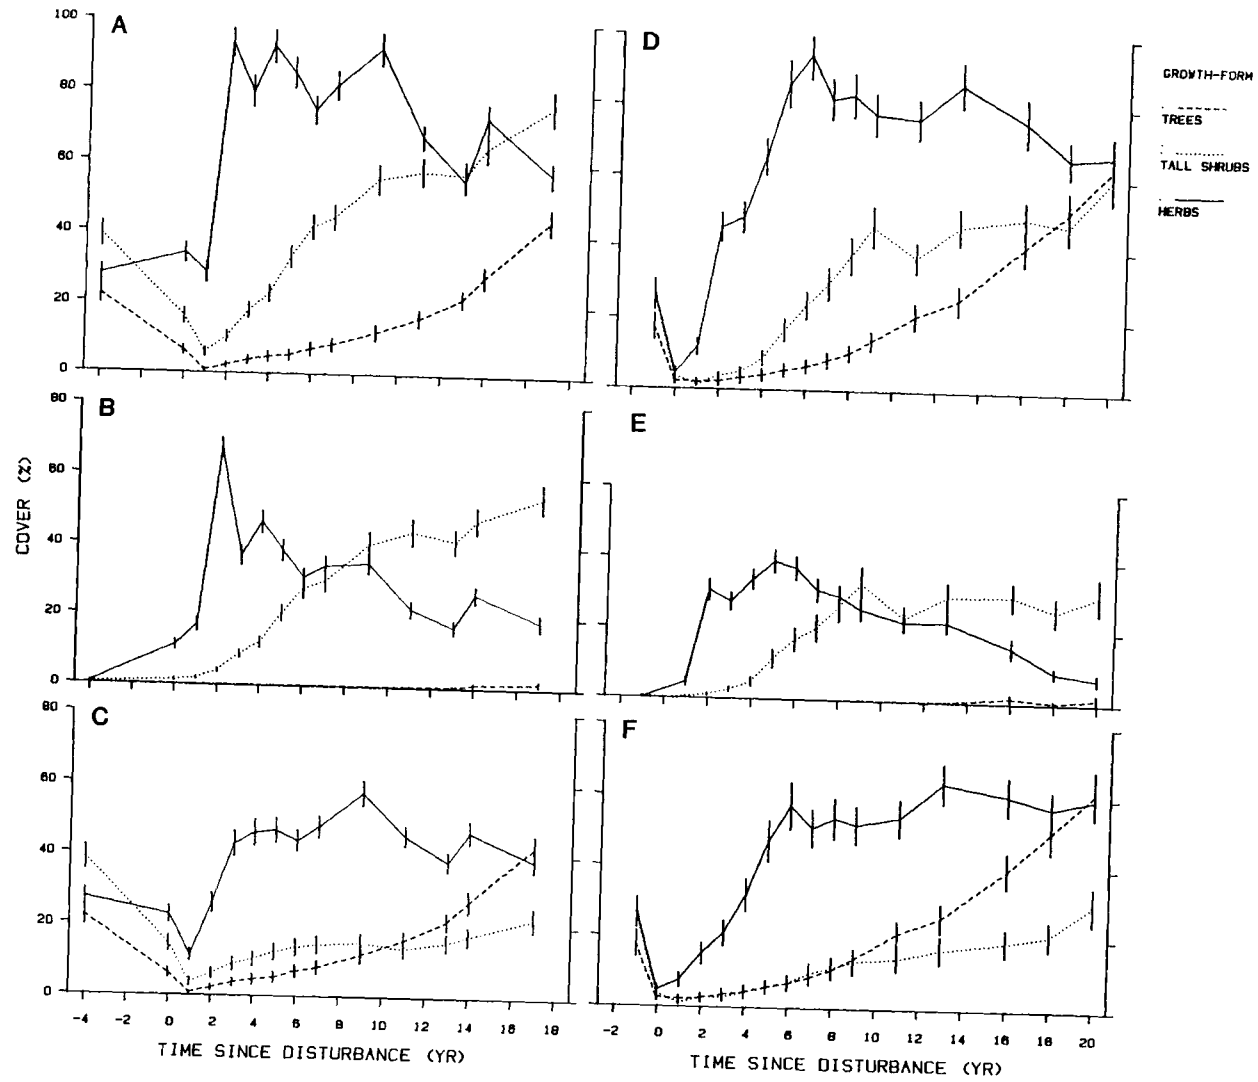 A
100
80
60
40
20
0
D
GROWTH-FORM
TREES
TALL SHRUBS
HERBS
B
80
60
40
20
0
COVER (%)
E
C
80
60
40
20
0
F
-4 -2 0 2 4 6 8 10 12 14 16 18
TIME SINCE DISTURBANCE (YR)
-2 0 2 4 6 8 10 12 14 16 18 20
TIME SINCE DISTURBANCE (YR)